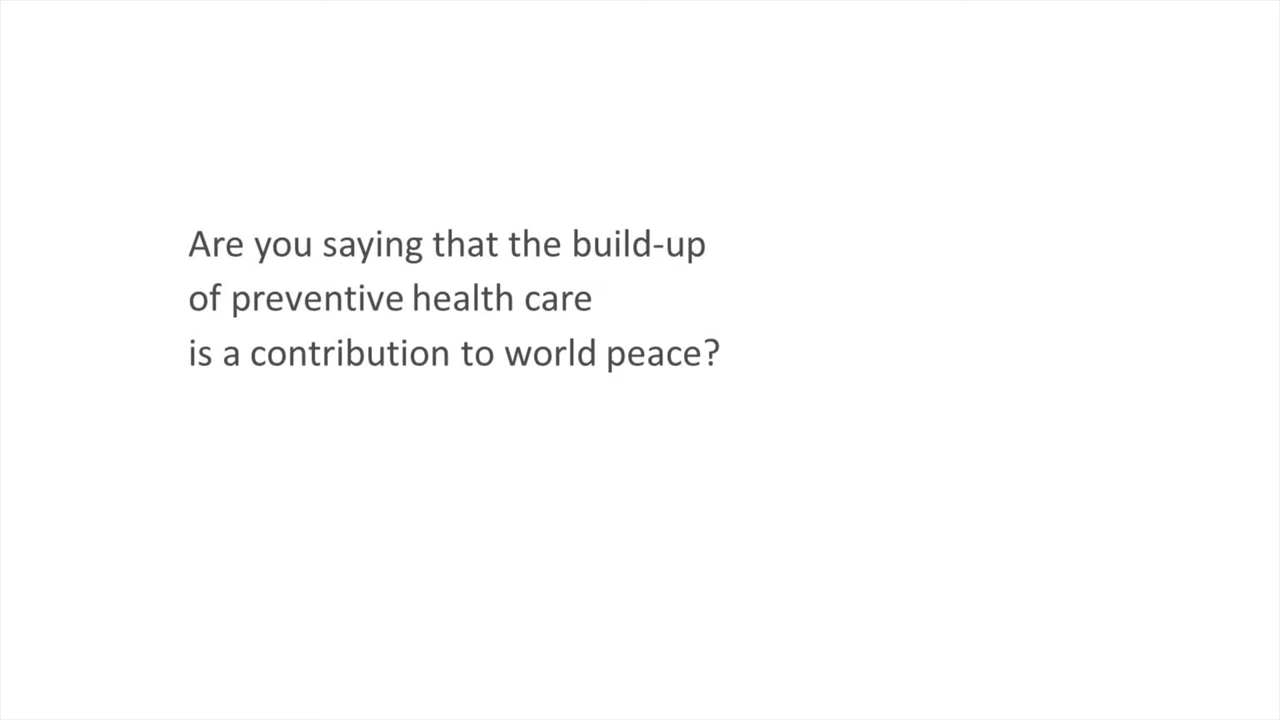 Are you saying that the build-up
of preventive health care
is a contribution to world peace?